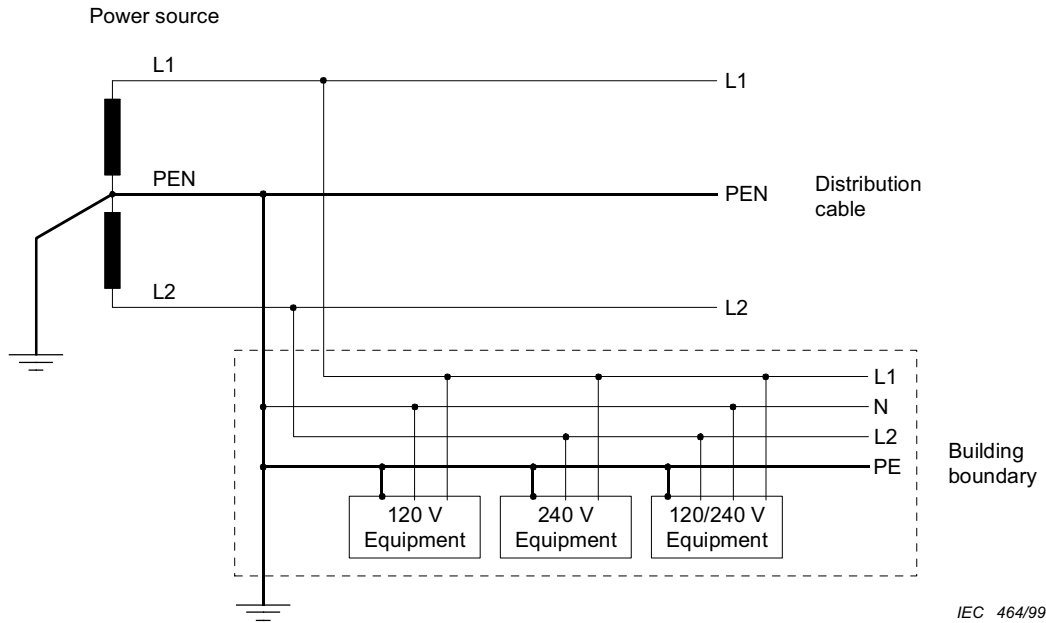 Power source
L1
L1
PEN
PEN
Distribution
cable
L2
L2
L1
N
L2
PE
Building
boundary
120 V
Equipment
240 V
Equipment
120/240 V
Equipment
IEC 464/99